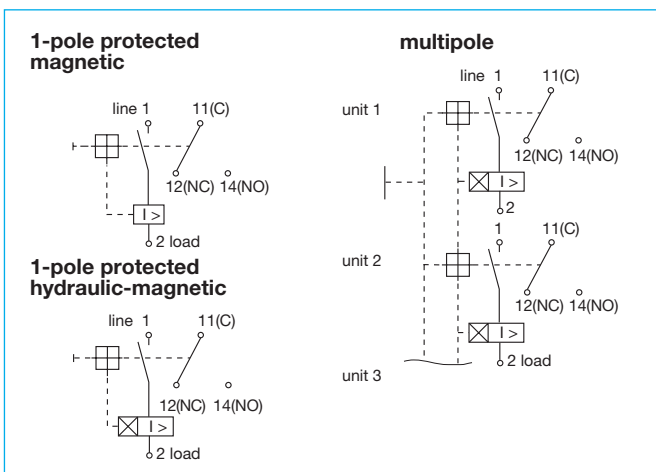 1-pole protected
magnetic
line 1 11(C)
12(NC) 14(NO)
I >
2 load
1-pole protected
hydraulic-magnetic
line 1 11(C)
12(NC) 14(NO)
I >
2 load
multipole
line 1 11(C)
unit 1
12(NC) 14(NO)
I >
2
1 11(C)
unit 2
12(NC) 14(NO)
I >
2 load
unit 3